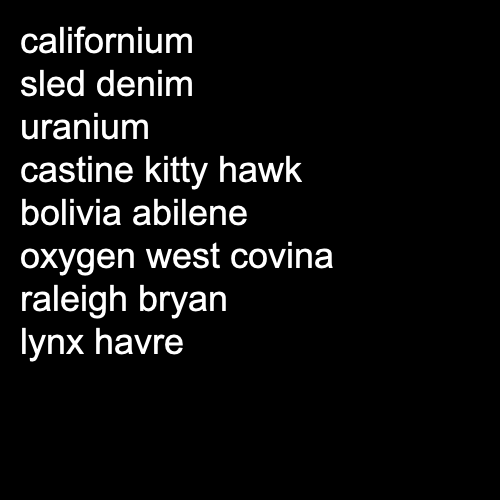 californium
sled denim
uranium
castine kitty hawk
bolivia abilene
oxygen west covina
raleigh bryan
lynx havre